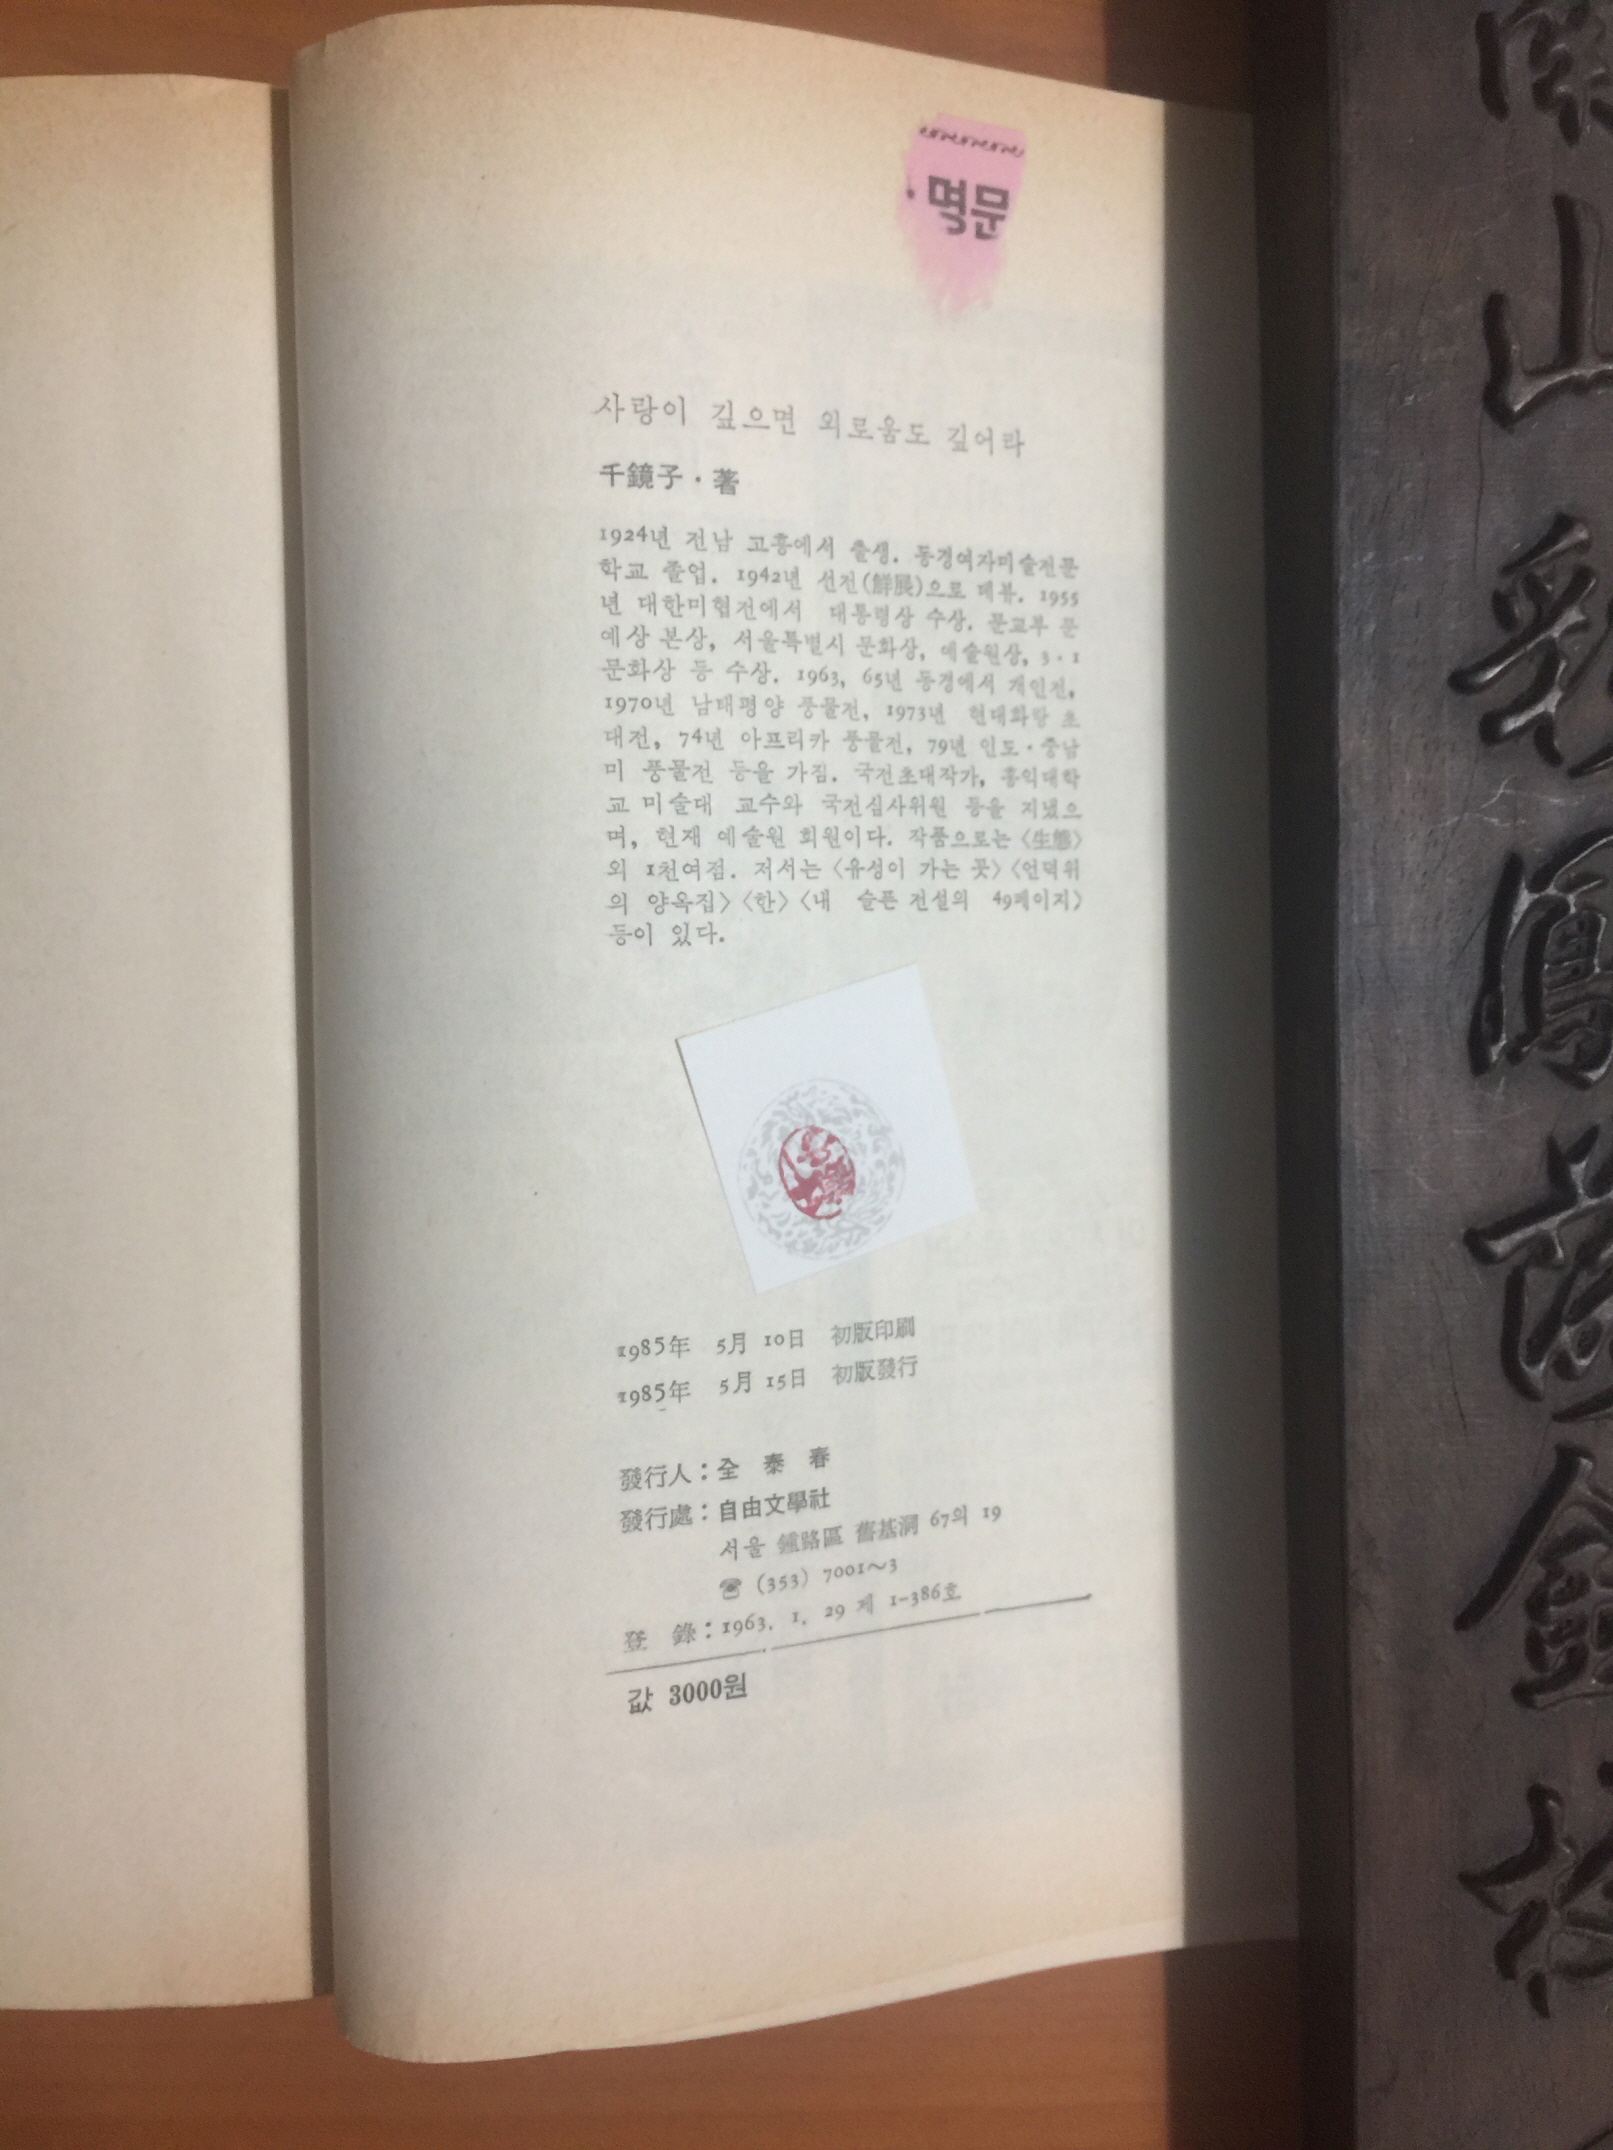 명문
사랑이 깊으면 외로움도 깊어라
千鏡子·著
1924년 전남 고흥에서 출생. 동경여자미술전문
학교 졸업. 1942년 선전(鮮展)으로 데뷔. 1955
년 대한미협전에서 대통령상 수상. 문교부 문
예상 본상, 서울특별시 문화상, 예술원상, 3·1
문화상 등 수상. 1963, 65년 동경에서 개인전,
1970년 남태평양 풍물전, 1973년 현대화랑 초
대전, 74년 아프리카 풍물전, 79년 인도·중남
미 풍물전 등을 가짐. 국전초대작가, 홍익대학
교 미술대 교수와 국전심사위원 등을 지냈으
며, 현재 예술원 회원이다. 작품으로는 〈生態〉
외 1천여점. 저서는 〈유성이 가는 곳〉 〈언덕위
의 양옥집〉 〈한〉 〈내 슬픈 전설의 49페이지〉
등이 있다.
1985年 5月 10日 初版印刷
1985年 5月 15日 初版發行
發行人:全泰春
發行處:自由文學社
서울 鍾路區 舊基洞 67의 19
☎ (353) 7001~3
登 錄:1963. 1. 29 제 1-386호
값 3000원
山
金